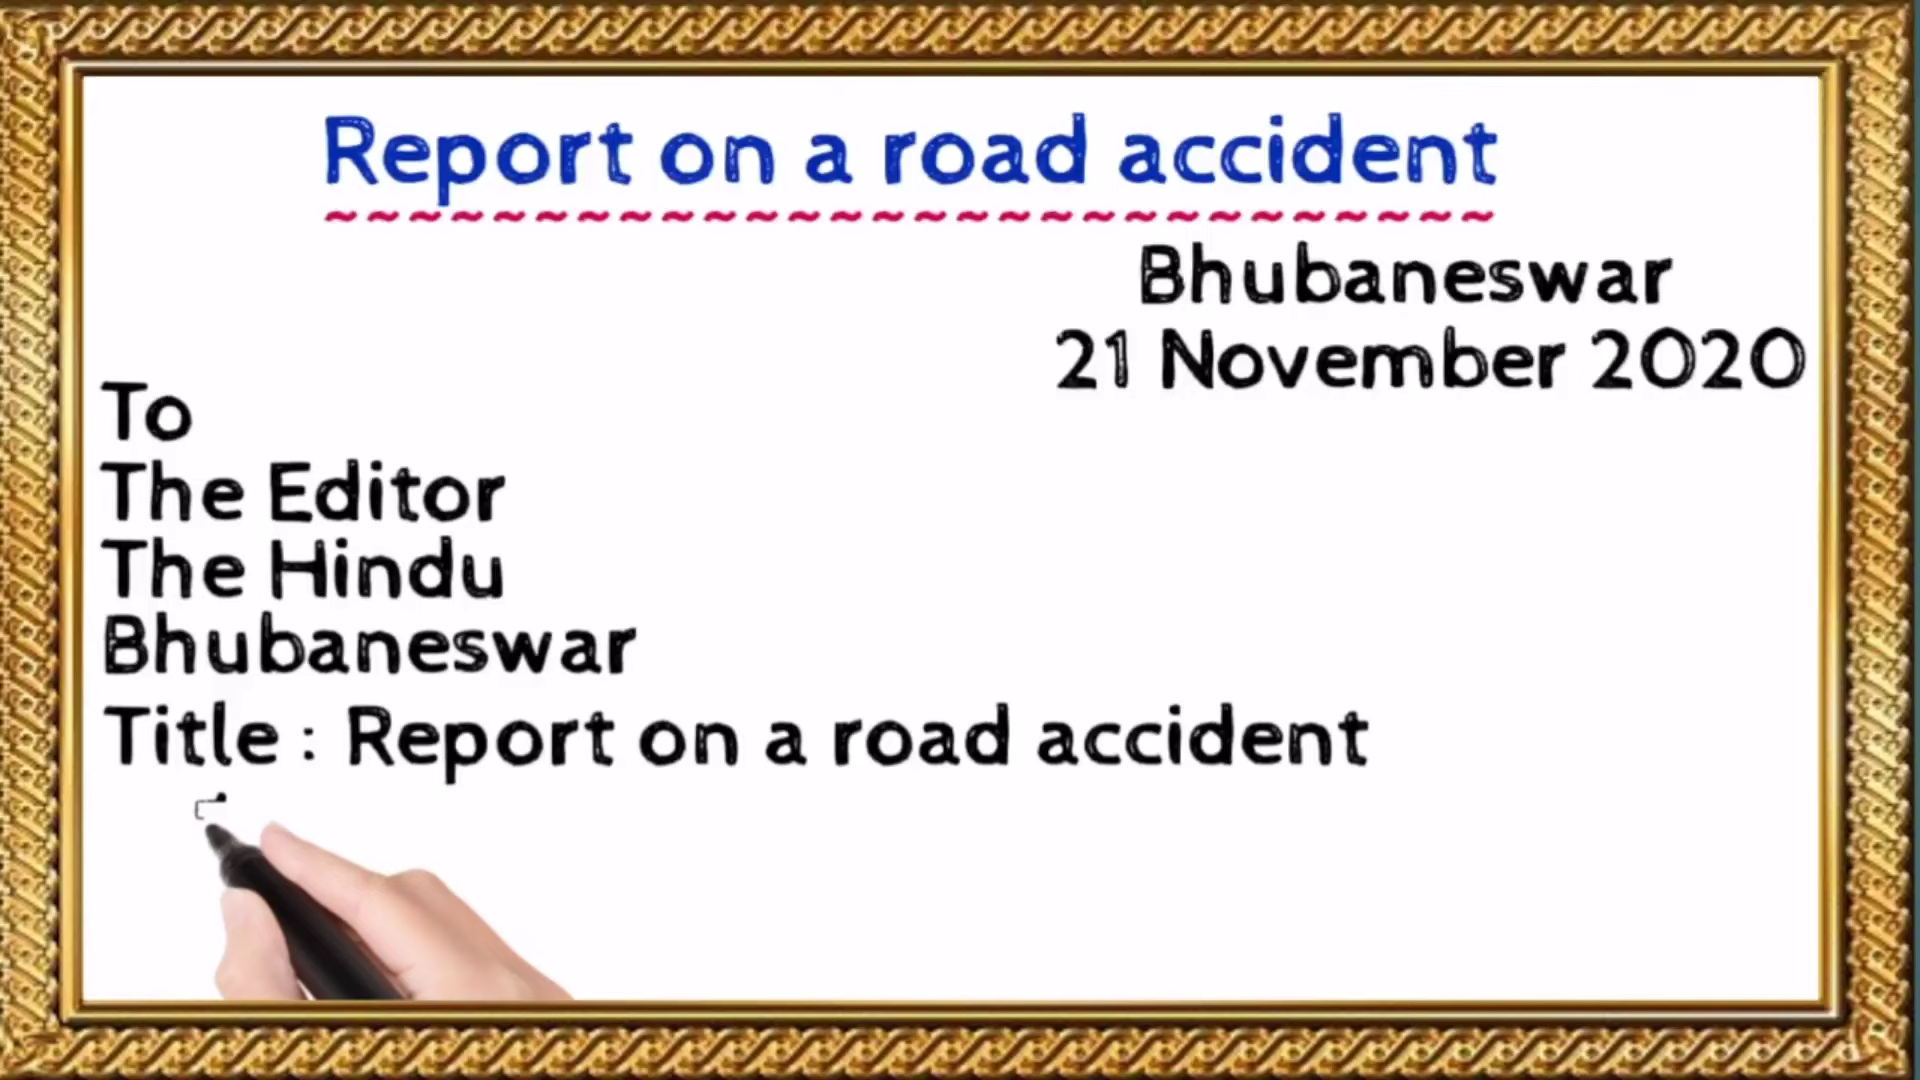 Report on a road accident
Bhubaneswar
21 November 2020
To
The Editor
The Hindu
Bhubaneswar
Title : Report on a road accident